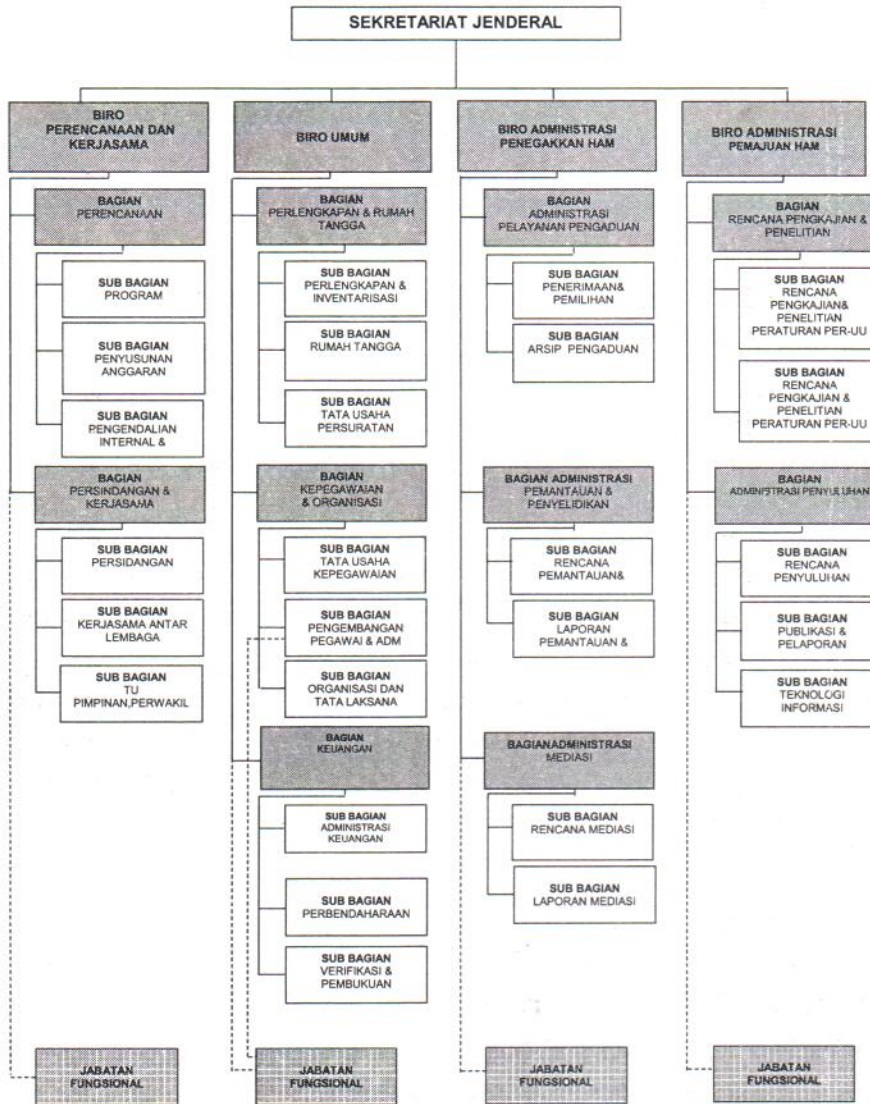 SEKRETARIAT JENDERAL
BIRO
PERENCANAAN DAN
KERJASAMA
BAGIAN
PERENCANAAN
SUB BAGIAN
PROGRAM
SUB BAGIAN
PENYUSUNAN
ANGGARAN
SUB BAGIAN
PENGENDALIAN
INTERNAL &
BAGIAN
PERSINDANGAN &
KERJASAMA
SUB BAGIAN
PERSIDANGAN
SUB BAGIAN
KERJASAMA ANTAR
LEMBAGA
SUB BAGIAN
TU
PIMPINAN,PERWAKIL
JABATAN
FUNGSIONAL
BIRO UMUM
BAGIAN
PERLENGKAPAN & RUMAH
TANGGA
SUB BAGIAN
PERLENGKAPAN &
INVENTARISASI
SUB BAGIAN
RUMAH TANGGA
SUB BAGIAN
TATA USAHA
PERSURATAN
BAGIAN
KEPEGAWAIAN
& ORGANISASI
SUB BAGIAN
TATA USAHA
KEPEGAWAIAN
SUB BAGIAN
PENGEMBANGAN
PEGAWAI & ADM
SUB BAGIAN
ORGANISASI DAN
TATA LAKSANA
BAGIAN
KEUANGAN
SUB BAGIAN
ADMINISTRASI
KEUANGAN
SUB BAGIAN
PERBENDAHARAAN
SUB BAGIAN
VERIFIKASI &
PEMBUKUAN
JABATAN
FUNGSIONAL
BIRO ADMINISTRASI
PENEGAKKAN HAM
BAGIAN
ADMINISTRASI
PELAYANAN PENGADUAN
SUB BAGIAN
PENERIMAAN&
PEMILIHAN
SUB BAGIAN
ARSIP PENGADUAN
BAGIAN ADMINISTRASI
PEMANTAUAN &
PENYELIDIKAN
SUB BAGIAN
RENCANA
PEMANTAUAN&
SUB BAGIAN
LAPORAN
PEMANTAUAN &
BAGIANADMINISTRASI
MEDIASI
SUB BAGIAN
RENCANA MEDIASI
SUB BAGIAN
LAPORAN MEDIASI
JABATAN
FUNGSIONAL
BIRO ADMINISTRASI
PEMAJUAN HAM
BAGIAN
RENCANA PENGKAJIAN &
PENELITIAN
SUB BAGIAN
RENCANA
PENGKAJIAN&
PENELITIAN
PERATURAN PER-UU
SUB BAGIAN
RENCANA
PENGKAJIAN &
PENELITIAN
PERATURAN PER-UU
BAGIAN
ADMINISTRASI PENYULUHAN
SUB BAGIAN
RENCANA
PENYULUHAN
SUB BAGIAN
PUBLIKASI &
PELAPORAN
SUB BAGIAN
TEKNOLOGI
INFORMASI
JABATAN
FUNGSIONAL